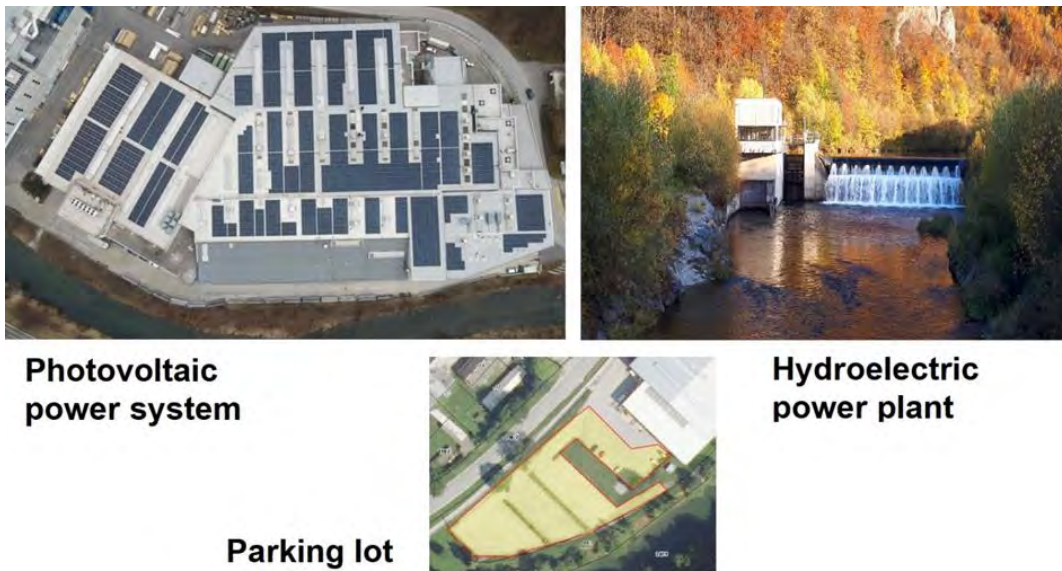 Photovoltaic
power system
Hydroelectric
power plant
Parking lot